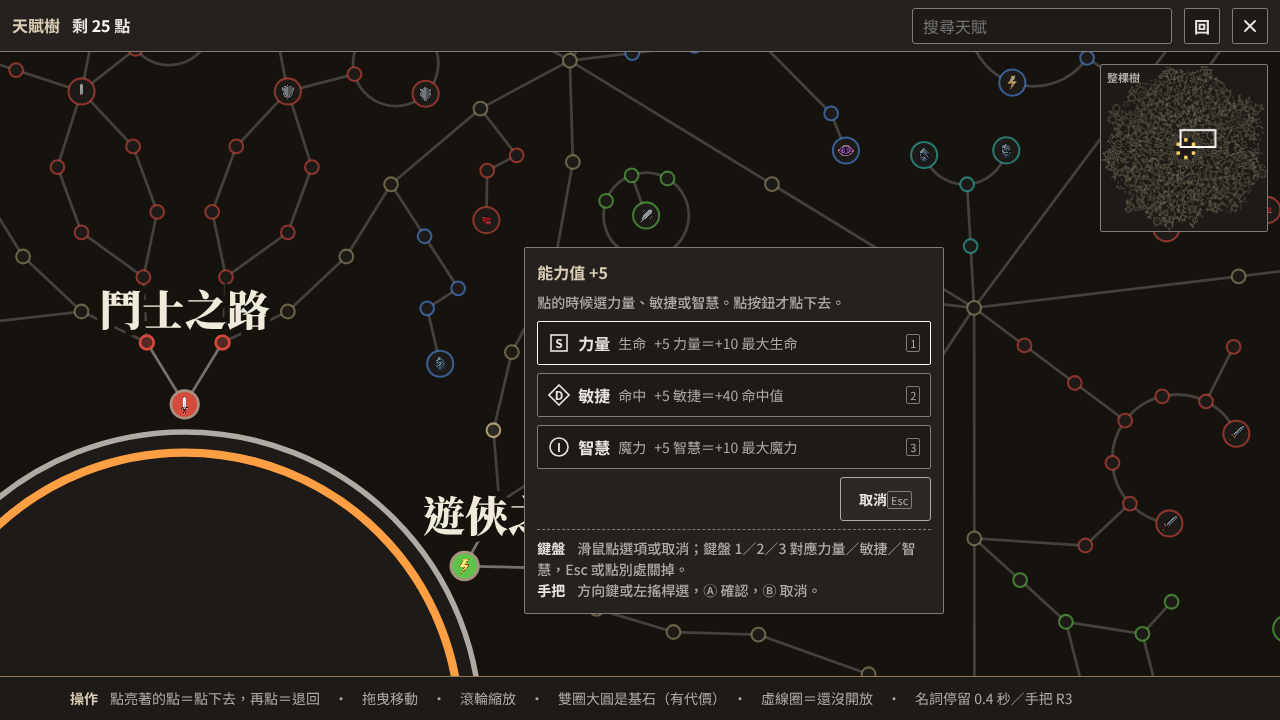 天賦樹 剩 25 點
搜尋天賦
回
整棵樹
鬥士之路
遊俠
能力值 +5
點的時候選力量、敏捷或智慧。點按鈕才點下去。
S 力量 生命 +5 力量＝+10 最大生命 1
D 敏捷 命中 +5 敏捷＝+40 命中值 2
I 智慧 魔力 +5 智慧＝+10 最大魔力 3
取消 Esc
鍵盤 滑鼠點選項或取消；鍵盤 1／2／3 對應力量／敏捷／智
慧，Esc 或點別處關掉。
手把 方向鍵或左搖桿選，Ⓐ 確認，Ⓑ 取消。
操作 點亮著的點＝點下去，再點＝退回 • 拖曳移動 • 滾輪縮放 • 雙圈大圓是基石（有代價） • 虛線圈＝還沒開放 • 名詞停留 0.4 秒／手把 R3